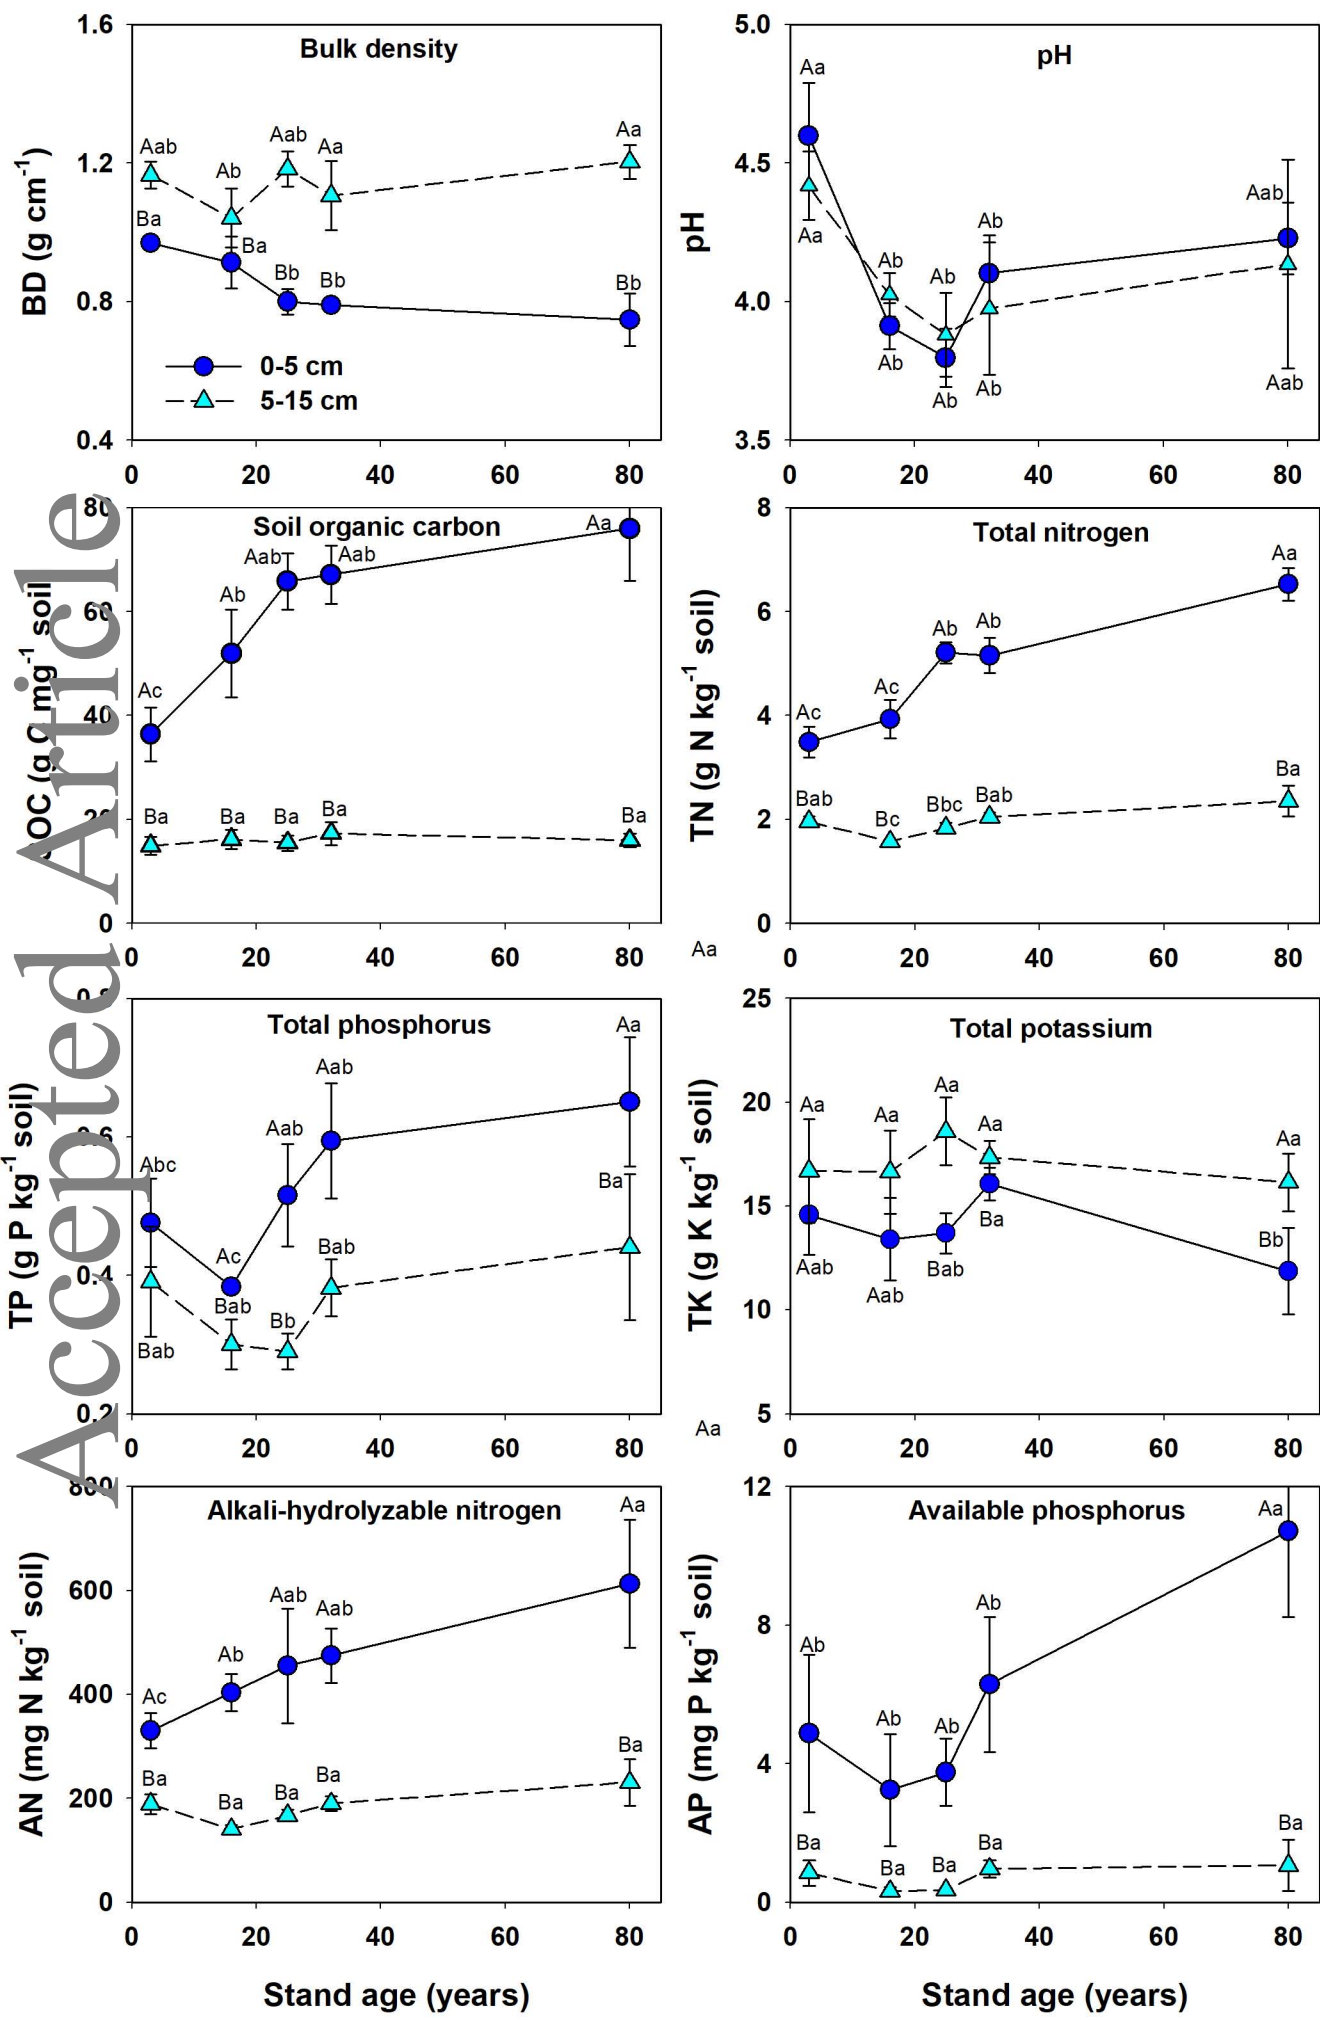 1.6
Bulk density
BD (g cm⁻¹)
1.2
0.8
0.4
Aab
Ab
Aab
Aa
Aa
Ba
Ba
Bb
Bb
Bb
0-5 cm
5-15 cm
0 20 40 60 80
5.0
pH
pH
4.5
4.0
3.5
Aa
Aa
Ab
Ab
Ab
Ab
Ab
Ab
Aab
Aab
0 20 40 60 80
80
Soil organic carbon
(g C mg⁻¹ soil
60
40
0
Ac
Ab
Aab
Aab
Aa
Ba
Ba
Ba
Ba
Ba
0 20 40 60 80
8
Total nitrogen
TN (g N kg⁻¹ soil)
6
4
2
0
Ac
Ac
Ab
Ab
Aa
Bab
Bc
Bbc
Bab
Ba
Aa
0 20 40 60 80
Total phosphorus
TP (g P kg⁻¹ soil)
0.2
Abc
Ac
Aab
Aab
Aa
Bab
Bab
Bb
Bab
Ba
0 20 40 60 80
25
Total potassium
TK (g K kg⁻¹ soil)
20
15
10
5
Aa
Aa
Aa
Aa
Aa
Aab
Aab
Bab
Ba
Bb
Aa
0 20 40 60 80
800
Alkali-hydrolyzable nitrogen
AN (mg N kg⁻¹ soil)
600
400
200
0
Ac
Ab
Aab
Aab
Aa
Ba
Ba
Ba
Ba
Ba
0 20 40 60 80
Stand age (years)
12
Available phosphorus
AP (mg P kg⁻¹ soil)
8
4
0
Ab
Ab
Ab
Ab
Aa
Ba
Ba
Ba
Ba
Ba
0 20 40 60 80
Stand age (years)
Accepted Article